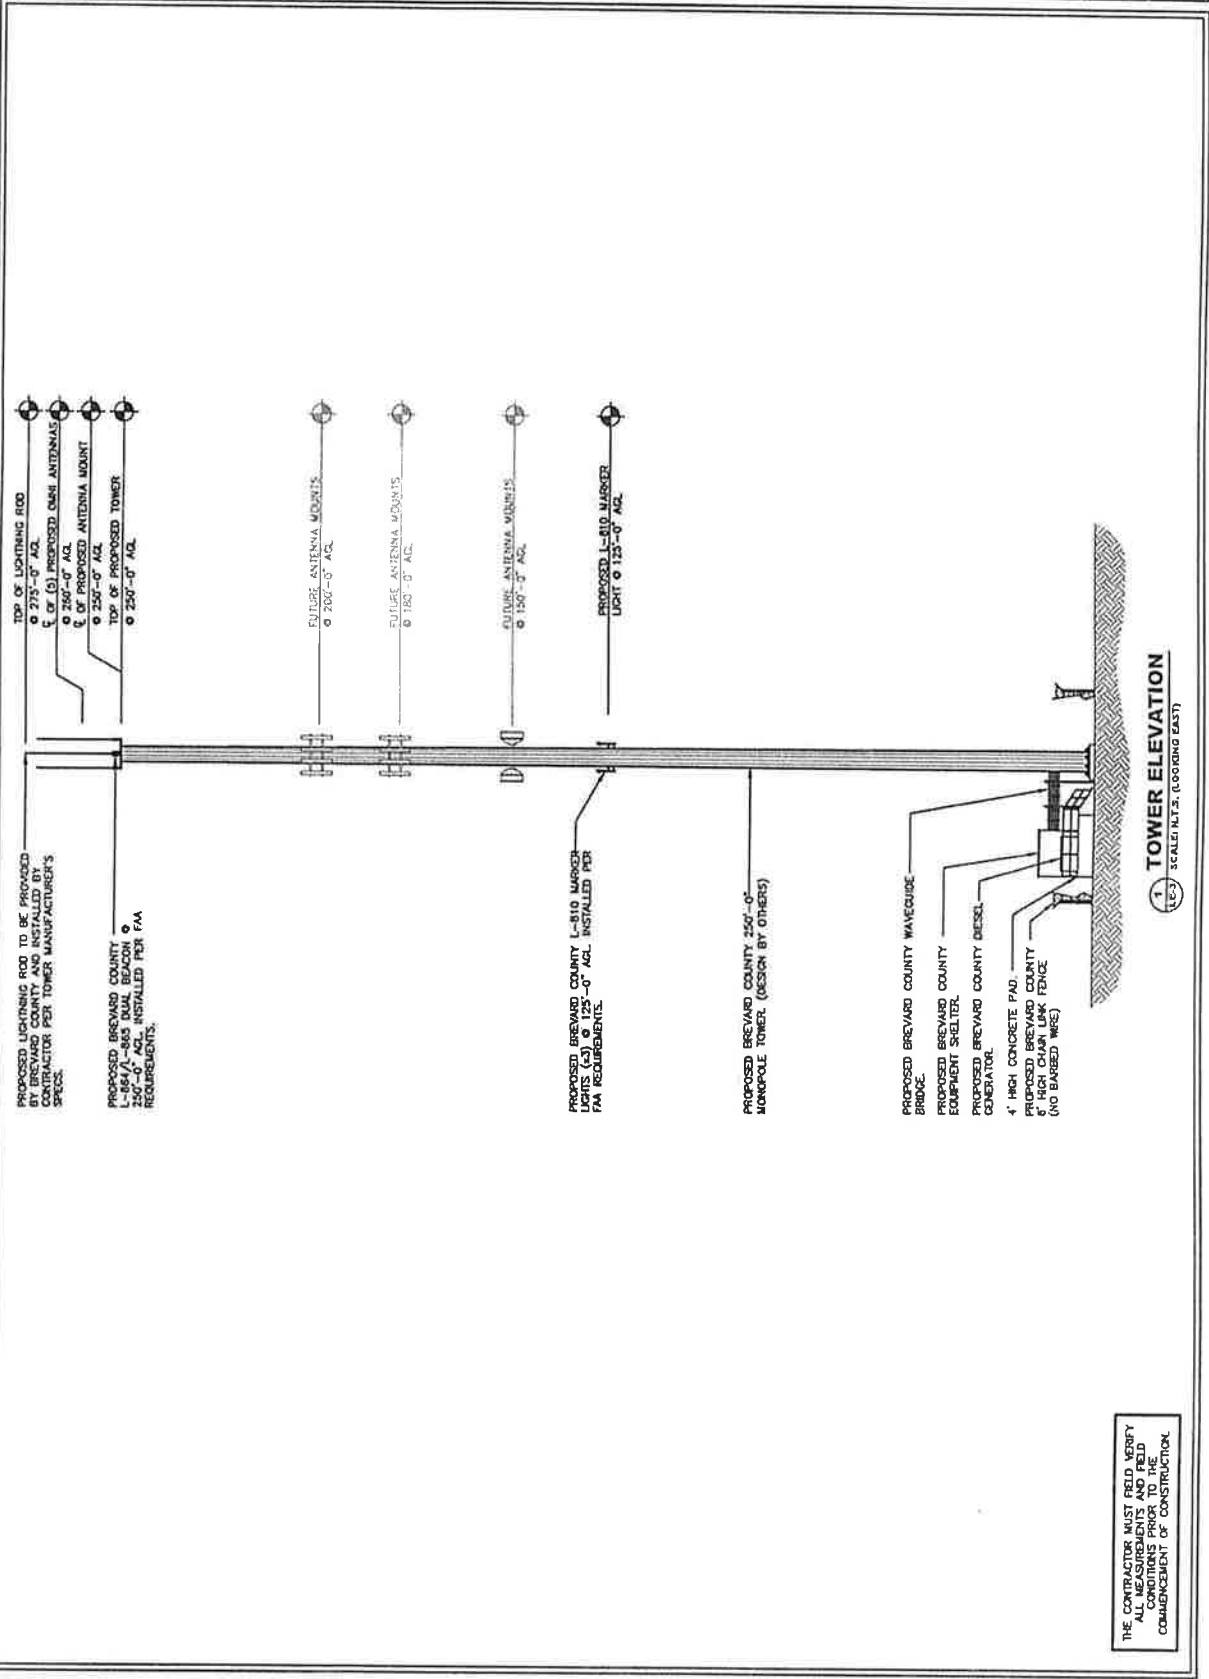 PROPOSED LIGHTNING ROD TO BE PROVIDED
BY BREVARD COUNTY AND INSTALLED BY
CONTRACTOR PER TOWER MANUFACTURER'S
SPECS.
PROPOSED BREVARD COUNTY
L-864/L-865 DUAL BEACON @
250'-0" AGL INSTALLED PER FAA
REQUIREMENTS.
PROPOSED BREVARD COUNTY L-810 MARKER
LIGHTS (x3) @ 125'-0" AGL INSTALLED PER
FAA REQUIREMENTS.
PROPOSED BREVARD COUNTY 250'-0"
MONOPOLE TOWER. (DESIGN BY OTHERS)
PROPOSED BREVARD COUNTY WAVEGUIDE
BRIDGE.
PROPOSED BREVARD COUNTY
EQUIPMENT SHELTER.
PROPOSED BREVARD COUNTY DIESEL
GENERATOR.
4' HIGH CONCRETE PAD.
PROPOSED BREVARD COUNTY
HIGH CHAIN LINK FENCE
(NO BARBED WIRE)
TOP OF LIGHTNING ROD
@ 275'-0" AGL
℄ OF (5) PROPOSED OMNI ANTENNAS
@ 260'-0" AGL
℄ OF PROPOSED ANTENNA MOUNT
@ 250'-0" AGL
TOP OF PROPOSED TOWER
@ 250'-0" AGL
FUTURE ANTENNA MOUNTS
@ 200'-0" AGL
FUTURE ANTENNA MOUNTS
@ 180'-0" AGL
FUTURE ANTENNA MOUNTS
@ 150'-0" AGL
PROPOSED L-810 MARKER
LIGHT @ 125'-0" AGL
1
LE-3
TOWER ELEVATION
SCALE: N.T.S. (LOOKING EAST)
THE CONTRACTOR MUST FIELD VERIFY
ALL MEASUREMENTS AND FIELD
CONDITIONS PRIOR TO THE
COMMENCEMENT OF CONSTRUCTION.